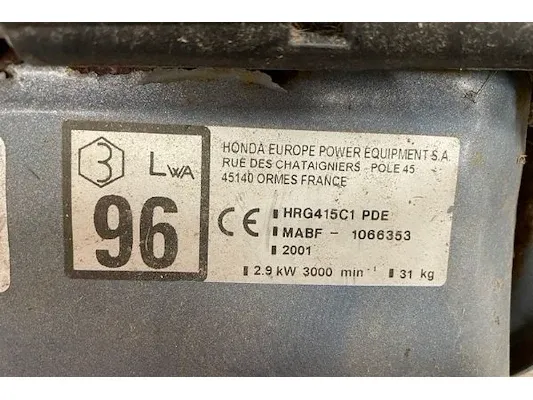 3 LWA
96
HONDA EUROPE POWER EQUIPMENT S.A.
RUE DES CHATAIGNIERS - POLE 45
45140 ORMES FRANCE
CE
HRG415C1 PDE
MABF - 1066353
2001
2.9 kW 3000 min⁻¹ 31 kg